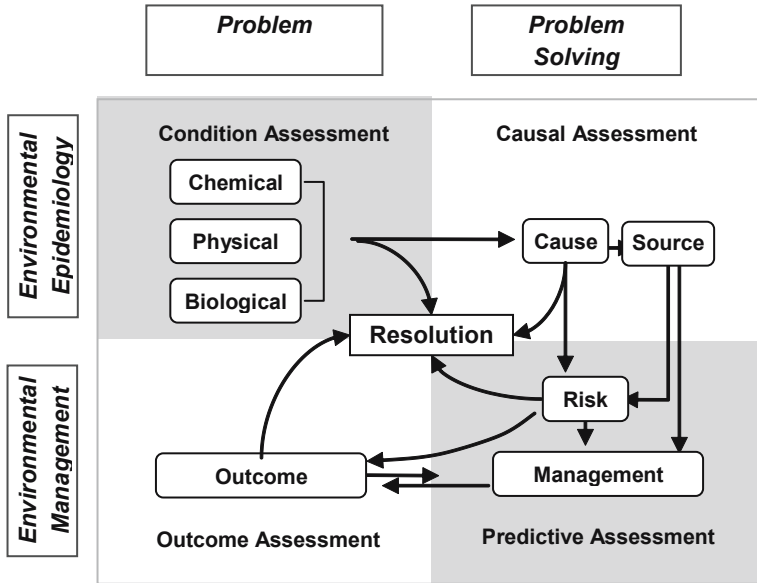 Problem
Problem
Solving
Environmental
Epidemiology
Condition Assessment
Causal Assessment
Chemical
Physical
Biological
Cause
Source
Resolution
Environmental
Management
Risk
Outcome
Management
Outcome Assessment
Predictive Assessment